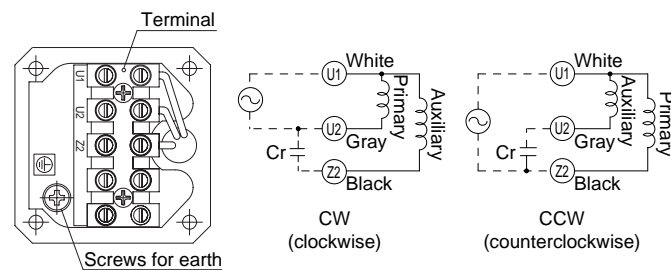 Terminal
U1
U2
Z2
Screws for earth
U1
White
Primary
Auxiliary
U2
Gray
Cr
Z2
Black
CW
(clockwise)
U1
White
Auxiliary
Primary
U2
Gray
Cr
Z2
Black
CCW
(counterclockwise)